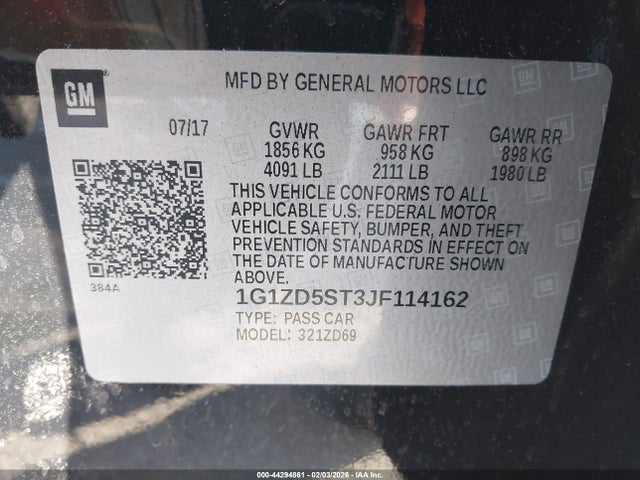 GM
MFD BY GENERAL MOTORS LLC
07/17 GVWR GAWR FRT GAWR RR
1856 KG 958 KG 898 KG
4091 LB 2111 LB 1980 LB
THIS VEHICLE CONFORMS TO ALL
APPLICABLE U.S. FEDERAL MOTOR
VEHICLE SAFETY, BUMPER, AND THEFT
PREVENTION STANDARDS IN EFFECT ON
THE DATE OF MANUFACTURE SHOWN
ABOVE.
384A
1G1ZD5ST3JF114162
TYPE: PASS CAR
MODEL: 321ZD69
000-44294861 - 02/03/2026 - IAA Inc.